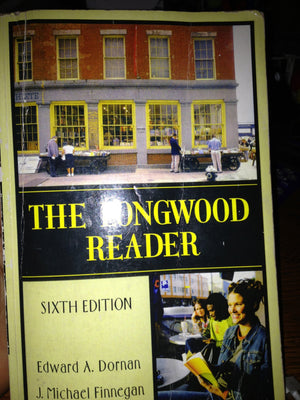 THE LONGWOOD
READER
SIXTH EDITION
Edward A. Dornan
J. Michael Finnegan